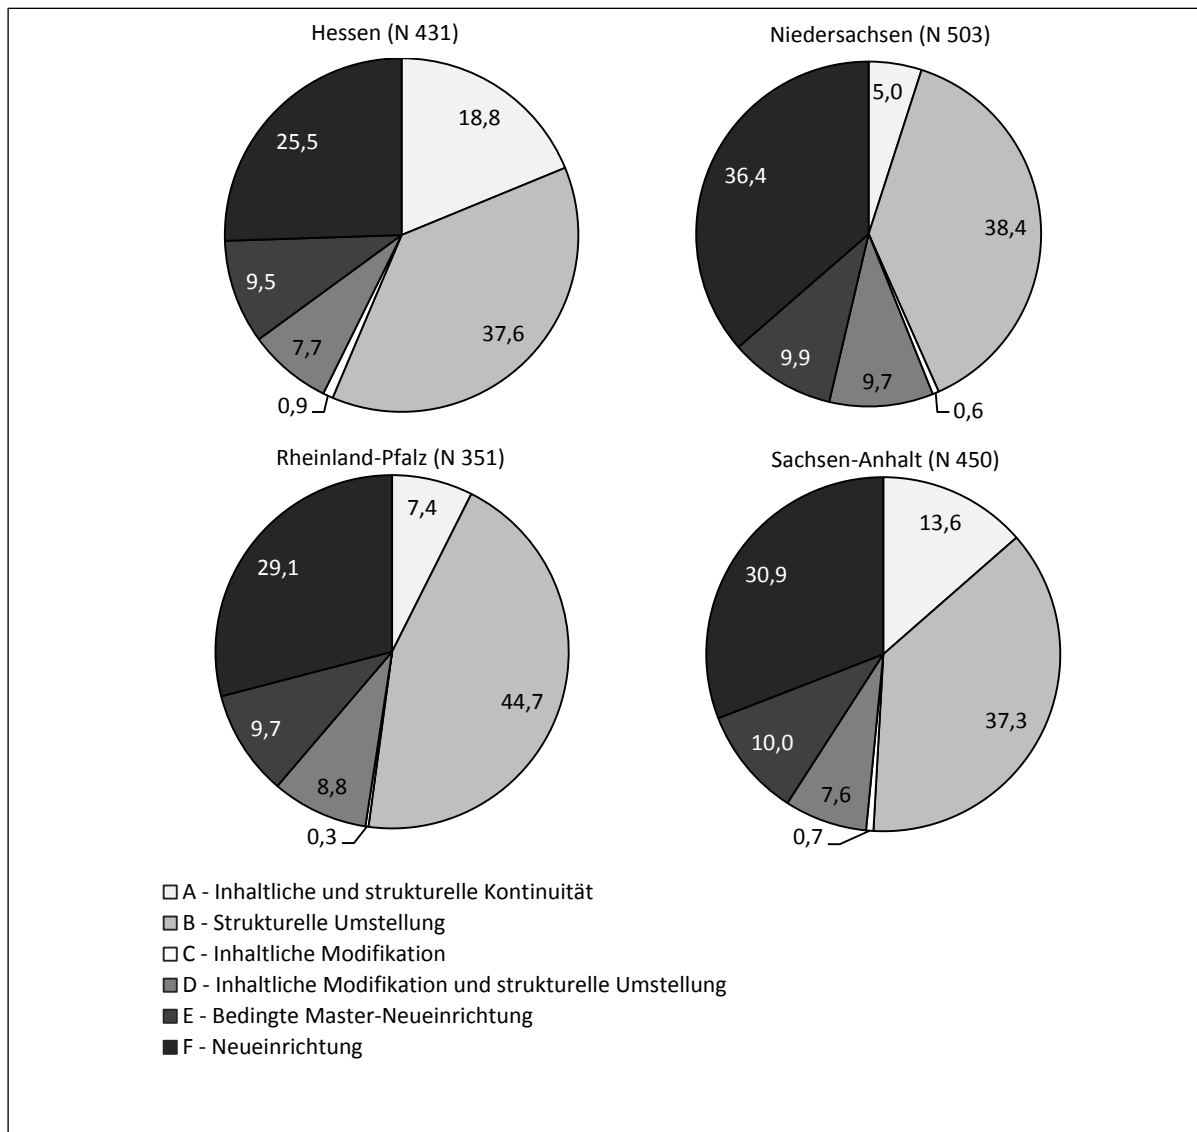 Hessen (N 431)
18,8
37,6
0,9
7,7
9,5
25,5
Niedersachsen (N 503)
5,0
38,4
0,6
9,7
9,9
36,4
Rheinland-Pfalz (N 351)
7,4
44,7
0,3
8,8
9,7
29,1
Sachsen-Anhalt (N 450)
13,6
37,3
0,7
7,6
10,0
30,9
A - Inhaltliche und strukturelle Kontinuität
B - Strukturelle Umstellung
C - Inhaltliche Modifikation
D - Inhaltliche Modifikation und strukturelle Umstellung
E - Bedingte Master-Neueinrichtung
F - Neueinrichtung